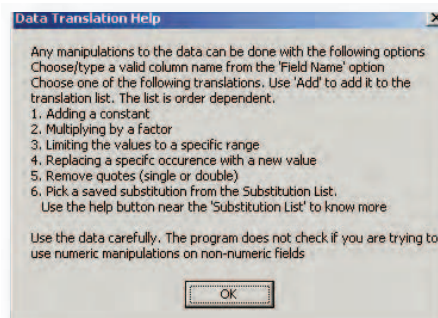 Data Translation Help
Any manipulations to the data can be done with the following options
Choose/type a valid column name from the 'Field Name' option
Choose one of the following translations. Use 'Add' to add it to the
translation list. The list is order dependent.
1. Adding a constant
2. Multiplying by a factor
3. Limiting the values to a specific range
4. Replacing a specifc occurence with a new value
5. Remove quotes (single or double)
6. Pick a saved substitution from the Substitution List.
Use the help button near the 'Substitution List' to know more
Use the data carefully. The program does not check if you are trying to
use numeric manipulations on non-numeric fields
OK